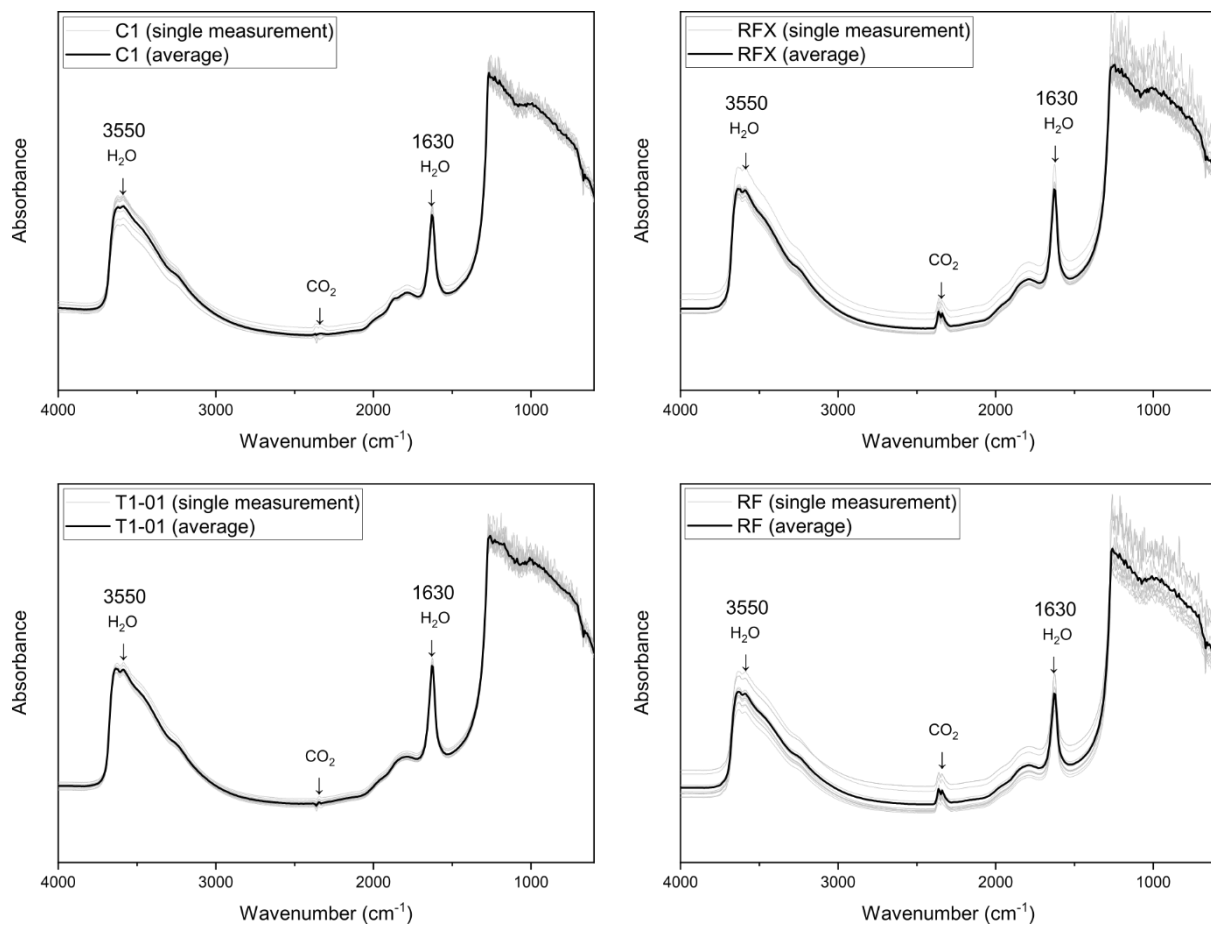 C1 (single measurement)
C1 (average)
3550
H₂O
CO₂
1630
H₂O
Absorbance
4000
3000
2000
1000
Wavenumber (cm⁻¹)
RFX (single measurement)
RFX (average)
3550
H₂O
CO₂
1630
H₂O
Absorbance
4000
3000
2000
1000
Wavenumber (cm⁻¹)
T1-01 (single measurement)
T1-01 (average)
3550
H₂O
CO₂
1630
H₂O
Absorbance
4000
3000
2000
1000
Wavenumber (cm⁻¹)
RF (single measurement)
RF (average)
3550
H₂O
CO₂
1630
H₂O
Absorbance
4000
3000
2000
1000
Wavenumber (cm⁻¹)